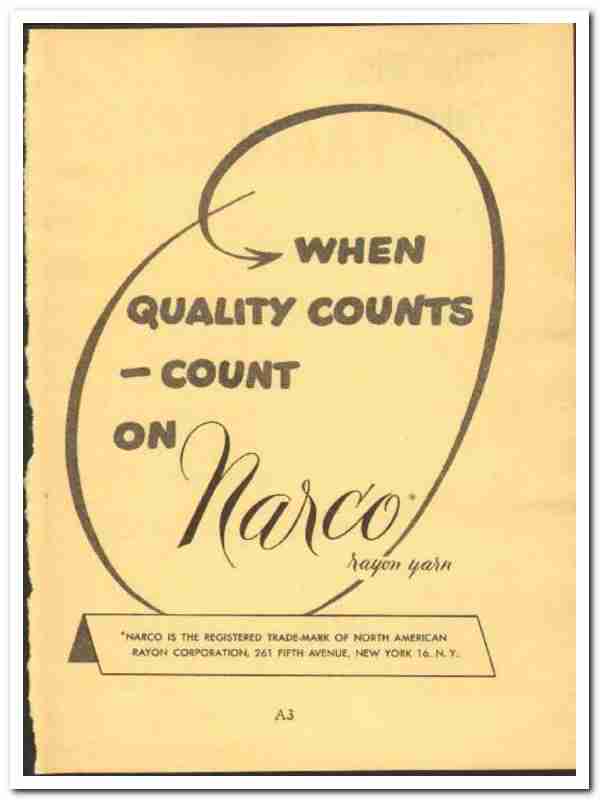 WHEN
QUALITY COUNTS
— COUNT
ON Narco*
rayon yarn
*NARCO IS THE REGISTERED TRADE-MARK OF NORTH AMERICAN
RAYON CORPORATION, 261 FIFTH AVENUE, NEW YORK 16, N. Y.
A3